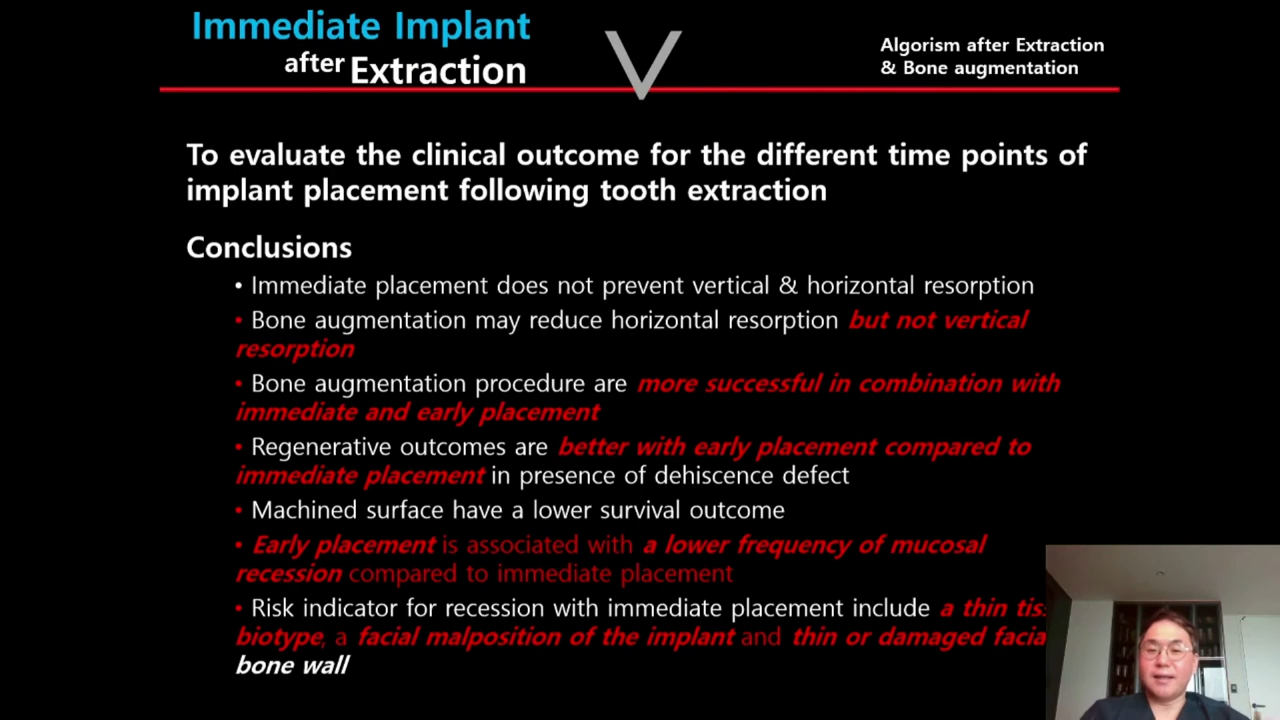 Immediate Implant
after Extraction
Algorism after Extraction
& Bone augmentation
To evaluate the clinical outcome for the different time points of
implant placement following tooth extraction
Conclusions
• Immediate placement does not prevent vertical & horizontal resorption
• Bone augmentation may reduce horizontal resorption but not vertical
resorption
• Bone augmentation procedure are more successful in combination with
immediate and early placement
• Regenerative outcomes are better with early placement compared to
immediate placement in presence of dehiscence defect
• Machined surface have a lower survival outcome
• Early placement is associated with a lower frequency of mucosal
recession compared to immediate placement
• Risk indicator for recession with immediate placement include a thin
biotype, a facial malposition of the implant and thin or damaged facia
bone wall